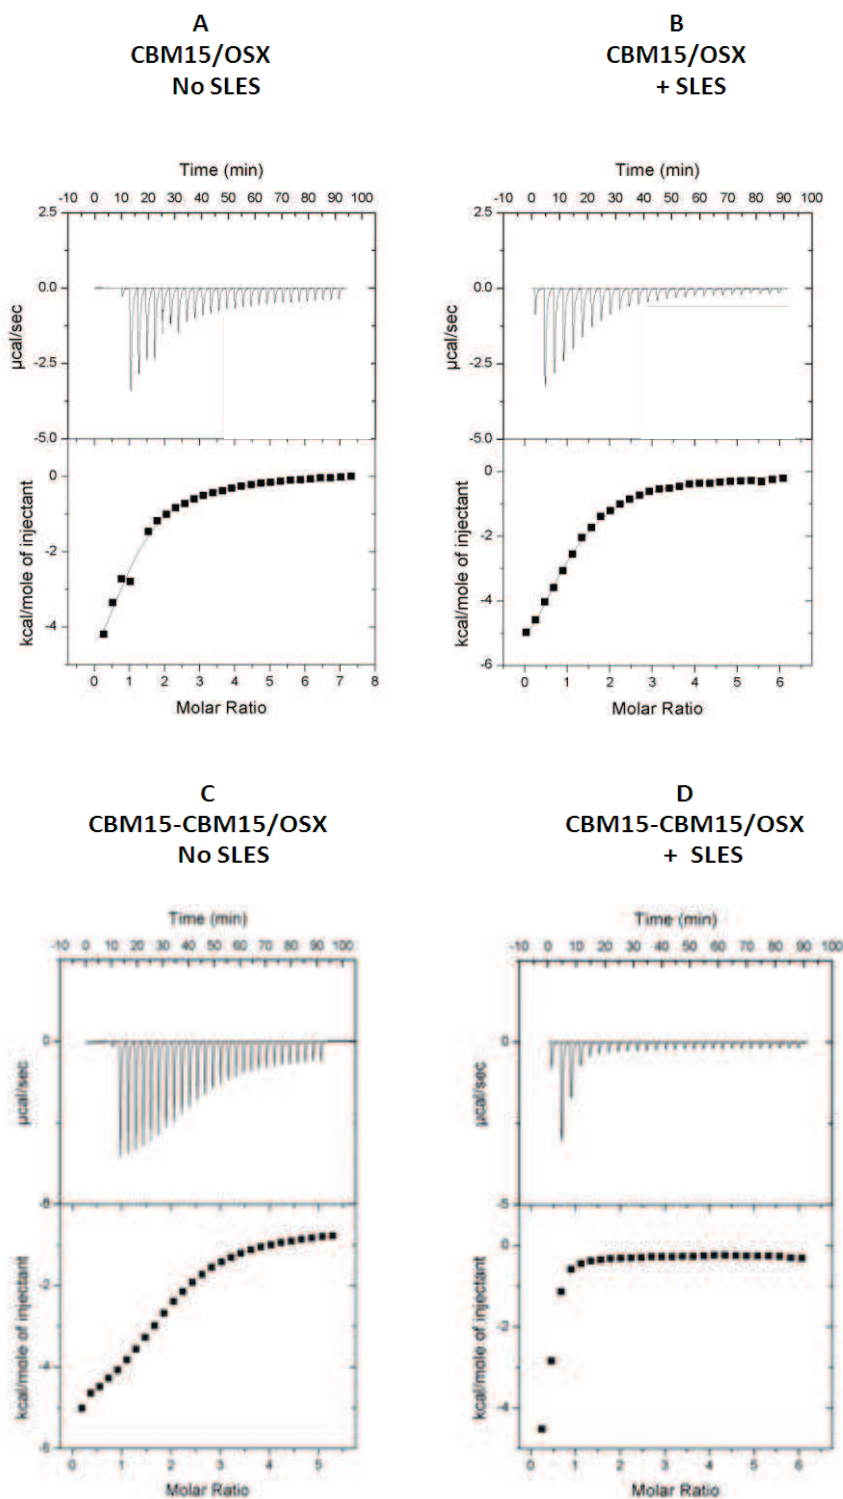 A
CBM15/OSX
No SLES
Time (min)
-10 0 10 20 30 40 50 60 70 80 90 100
2.5
0.0
-2.5
-5.0
µcal/sec
0
-2
-4
kcal/mole of injectant
0 1 2 3 4 5 6 7 8
Molar Ratio
B
CBM15/OSX
+ SLES
Time (min)
-10 0 10 20 30 40 50 60 70 80 90 100
2.5
0.0
-2.5
-5.0
µcal/sec
0
-2
-4
-6
kcal/mole of injectant
0 1 2 3 4 5 6
Molar Ratio
C
CBM15-CBM15/OSX
No SLES
Time (min)
-10 0 10 20 30 40 50 60 70 80 90 100
0
µcal/sec
-2
-4
-6
kcal/mole of injectant
0 1 2 3 4 5
Molar Ratio
D
CBM15-CBM15/OSX
+ SLES
Time (min)
-10 0 10 20 30 40 50 60 70 80 90 100
0
-5
µcal/sec
0
-2
-4
kcal/mole of injectant
0 1 2 3 4 5 6
Molar Ratio